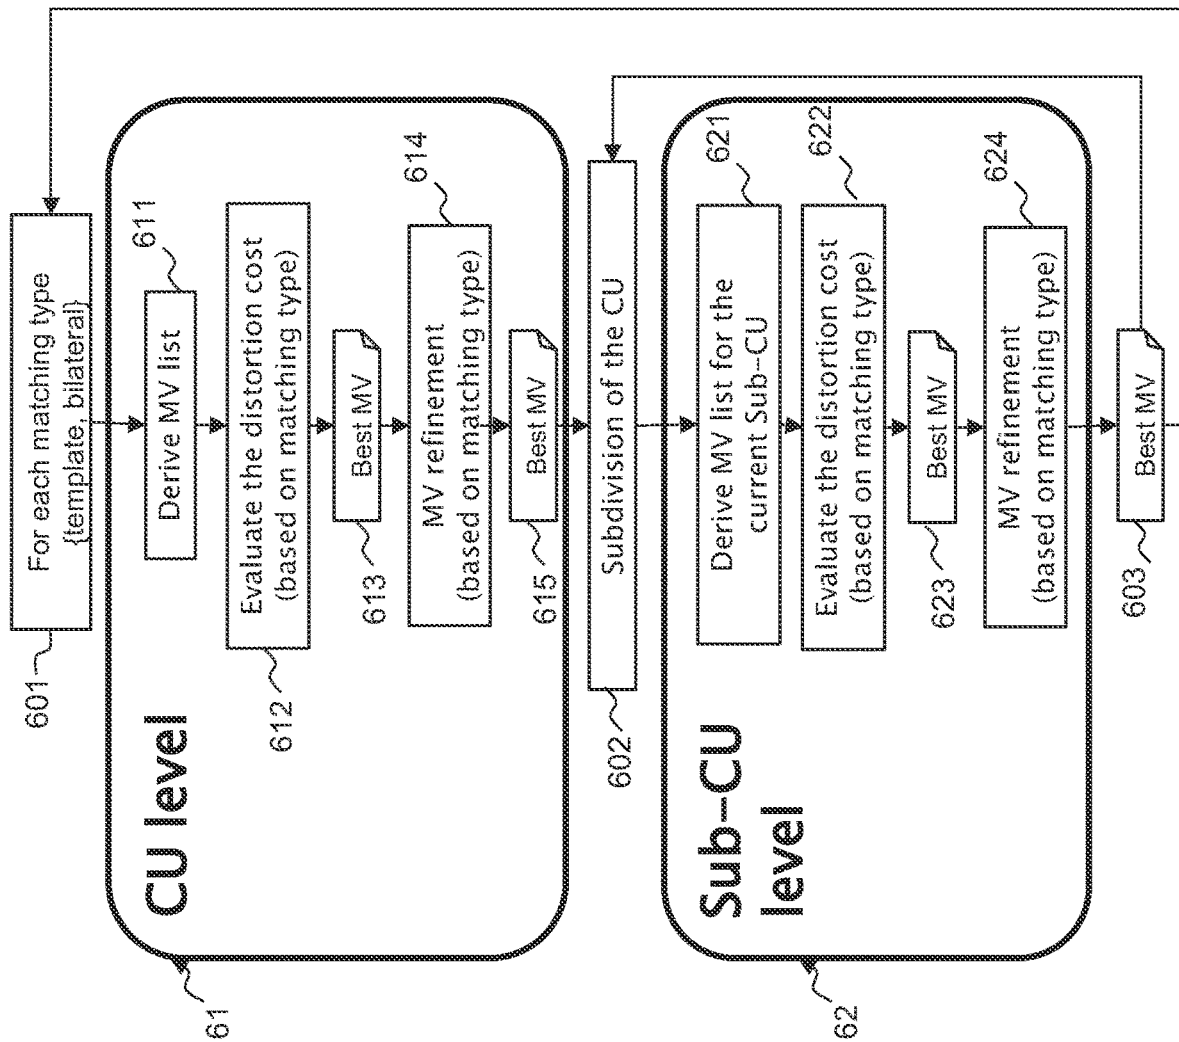 601
For each matching type
{template, bilateral}
61
CU level
Derive MV list
611
Evaluate the distortion cost
(based on matching type)
612
Best MV
613
MV refinement
(based on matching type)
614
Best MV
615
Subdivision of the CU
602
62
Sub-CU
level
Derive MV list for the
current Sub-CU
621
Evaluate the distortion cost
(based on matching type)
622
Best MV
623
MV refinement
(based on matching type)
624
Best MV
603